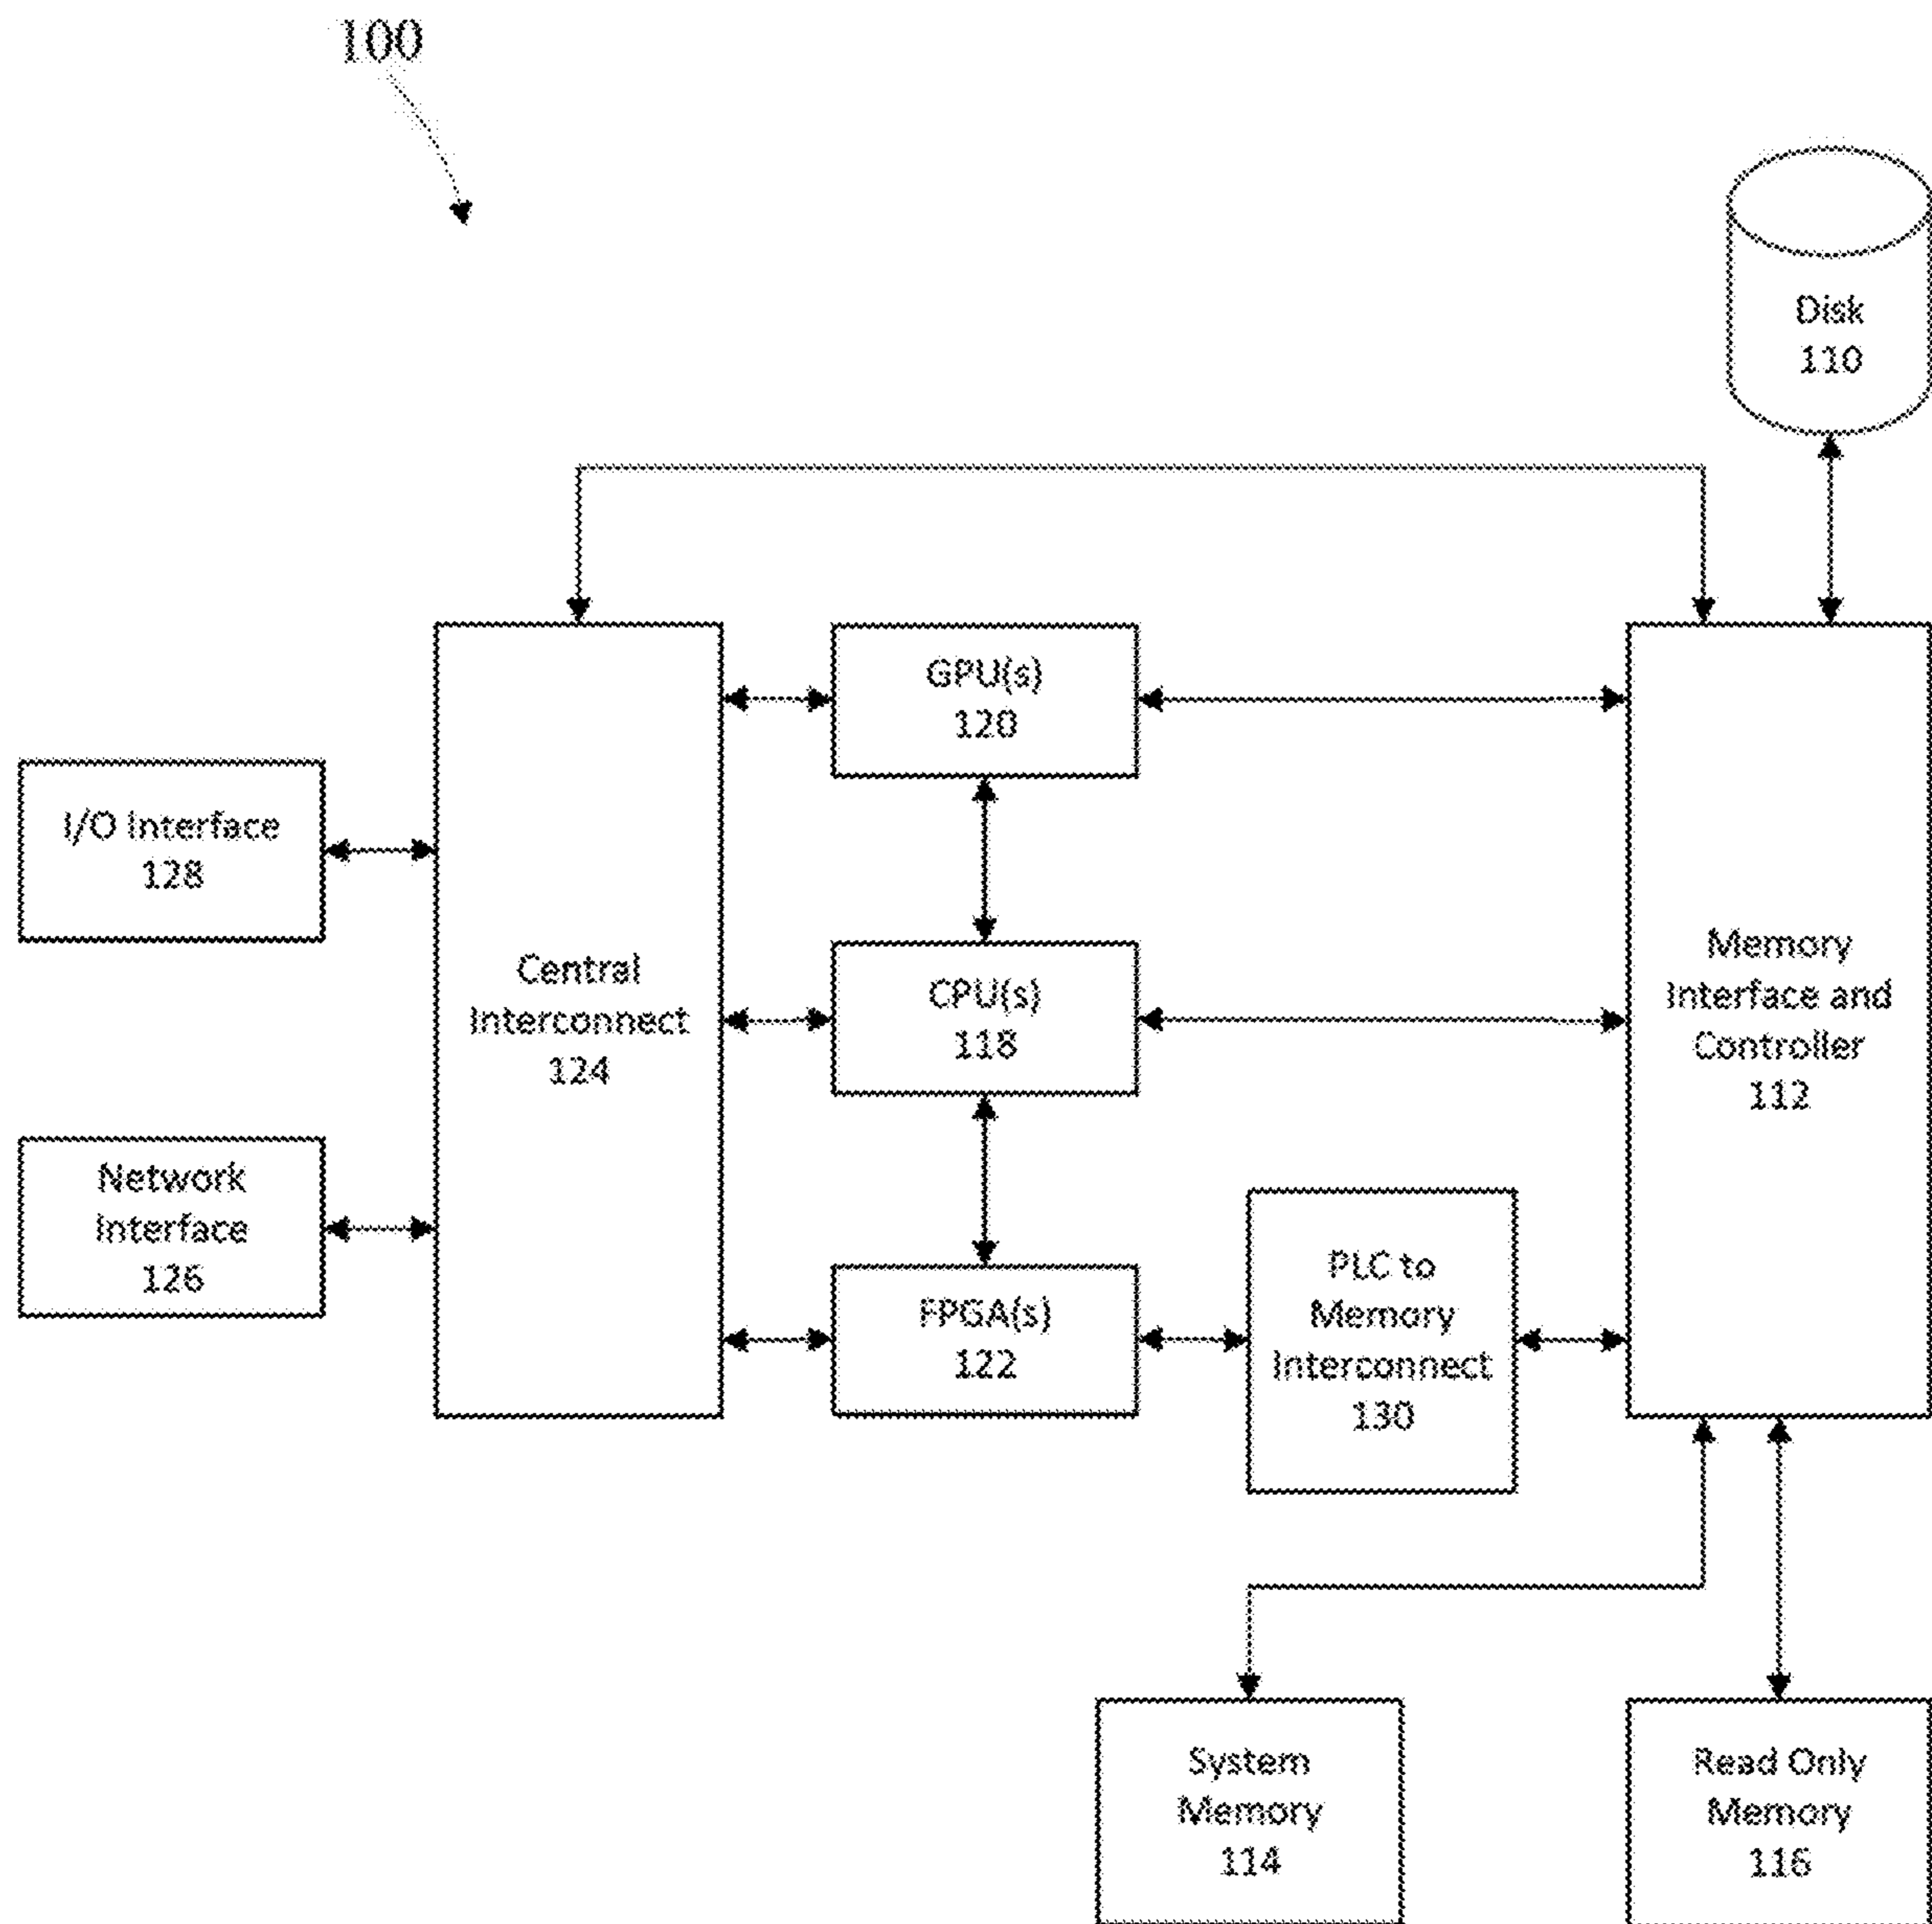 100
Disk
110
GPU(s)
120
I/O Interface
128
Central
Interconnect
124
CPU(s)
118
Memory
Interface and
Controller
112
Network
Interface
126
FPGA(s)
122
PLC to
Memory
Interconnect
130
System
Memory
114
Read Only
Memory
116